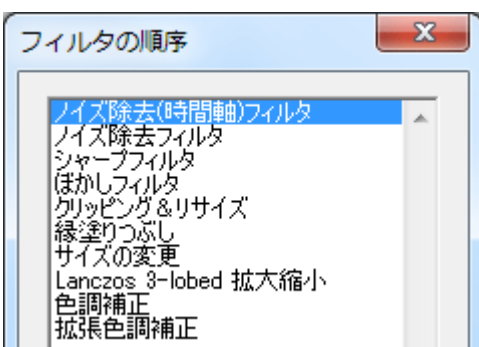 フィルタの順序
ノイズ除去(時間軸)フィルタ
ノイズ除去フィルタ
シャープフィルタ
ぼかしフィルタ
クリッピング&リサイズ
縁塗りつぶし
サイズの変更
Lanczos 3-lobed 拡大縮小
色調補正
拡張色調補正